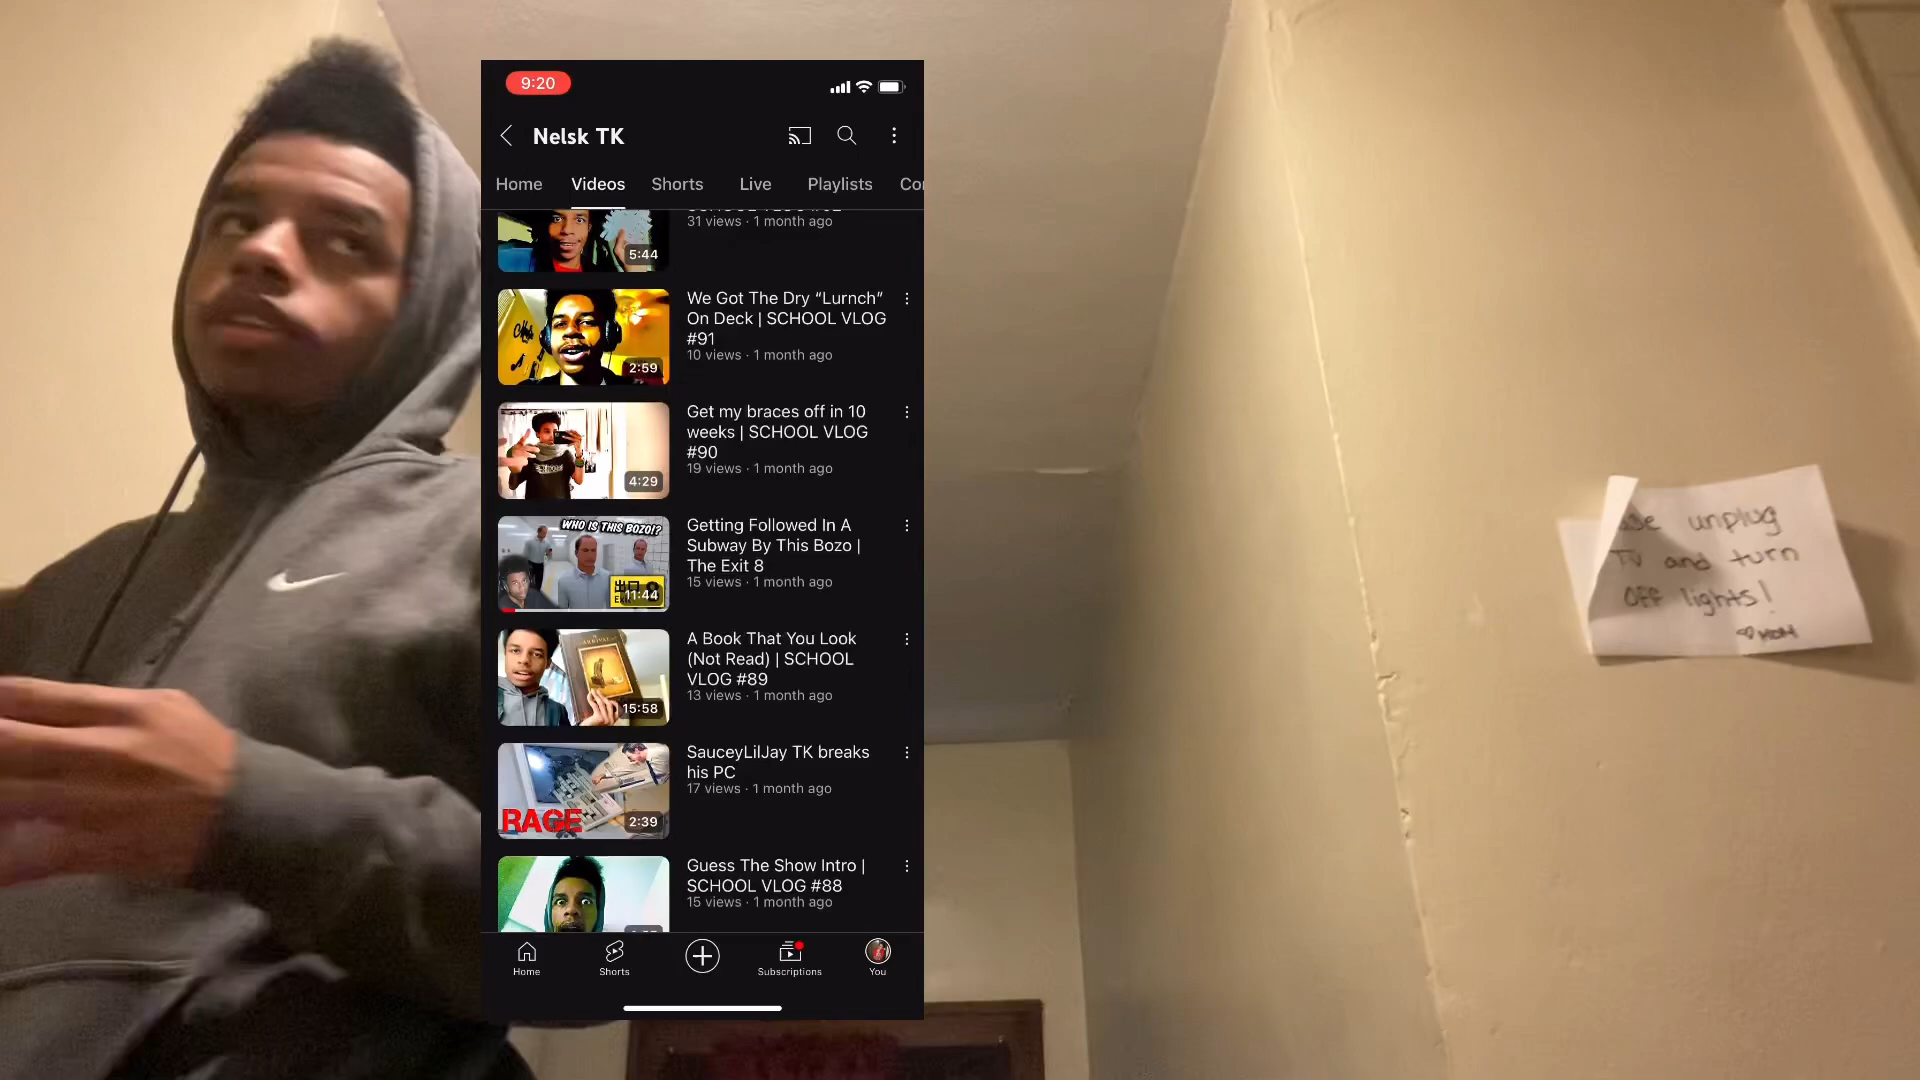 9:20
Nelsk TK
Home Videos Shorts Live Playlists Co
31 views · 1 month ago
5:44
We Got The Dry “Lurnch”
On Deck | SCHOOL VLOG
#91
10 views · 1 month ago
2:59
Get my braces off in 10
weeks | SCHOOL VLOG
#90
19 views · 1 month ago
4:29
WHO IS THIS BOZO!?
Getting Followed In A
Subway By This Bozo |
The Exit 8
15 views · 1 month ago
出口
11:44
A Book That You Look
(Not Read) | SCHOOL
VLOG #89
13 views · 1 month ago
15:58
SauceyLilJay TK breaks
his PC
17 views · 1 month ago
RAGE
2:39
Guess The Show Intro |
SCHOOL VLOG #88
15 views · 1 month ago
Home Shorts Subscriptions You
unplug
TV and turn
OFF lights!
♡ MOM